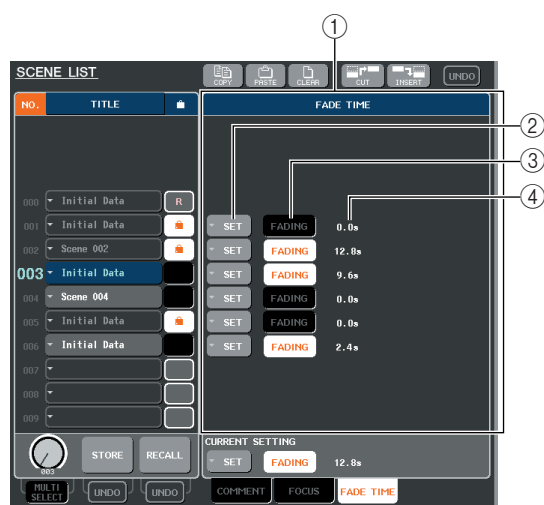 ①
SCENE LIST COPY PASTE CLEAR CUT INSERT UNDO
NO. TITLE FADE TIME
②
③
④
000 Initial Data R
001 Initial Data SET FADING 0.0s
002 Scene 002 SET FADING 12.8s
003 Initial Data SET FADING 9.6s
004 Scene 004 SET FADING 0.0s
005 Initial Data SET FADING 0.0s
006 Initial Data SET FADING 2.4s
007
008
009
CURRENT SETTING
003 STORE RECALL SET FADING 12.8s
MULTI SELECT UNDO UNDO COMMENT FOCUS FADE TIME